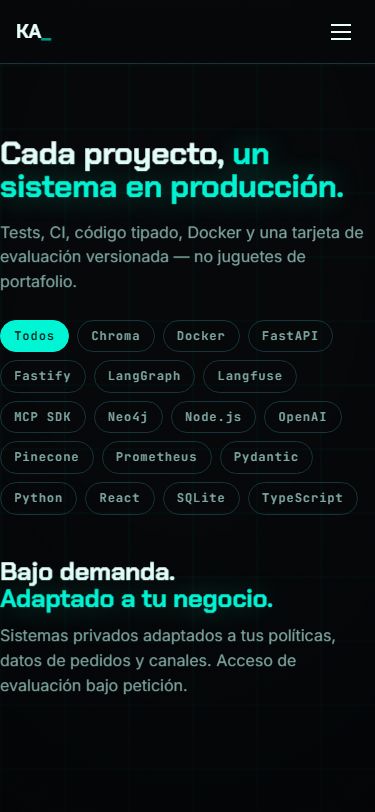 KA_
Cada proyecto, un
sistema en producción.
Tests, CI, código tipado, Docker y una tarjeta de
evaluación versionada — no juguetes de
portafolio.
Todos Chroma Docker FastAPI
Fastify LangGraph Langfuse
MCP SDK Neo4j Node.js OpenAI
Pinecone Prometheus Pydantic
Python React SQLite TypeScript
Bajo demanda.
Adaptado a tu negocio.
Sistemas privados adaptados a tus políticas,
datos de pedidos y canales. Acceso de
evaluación bajo petición.